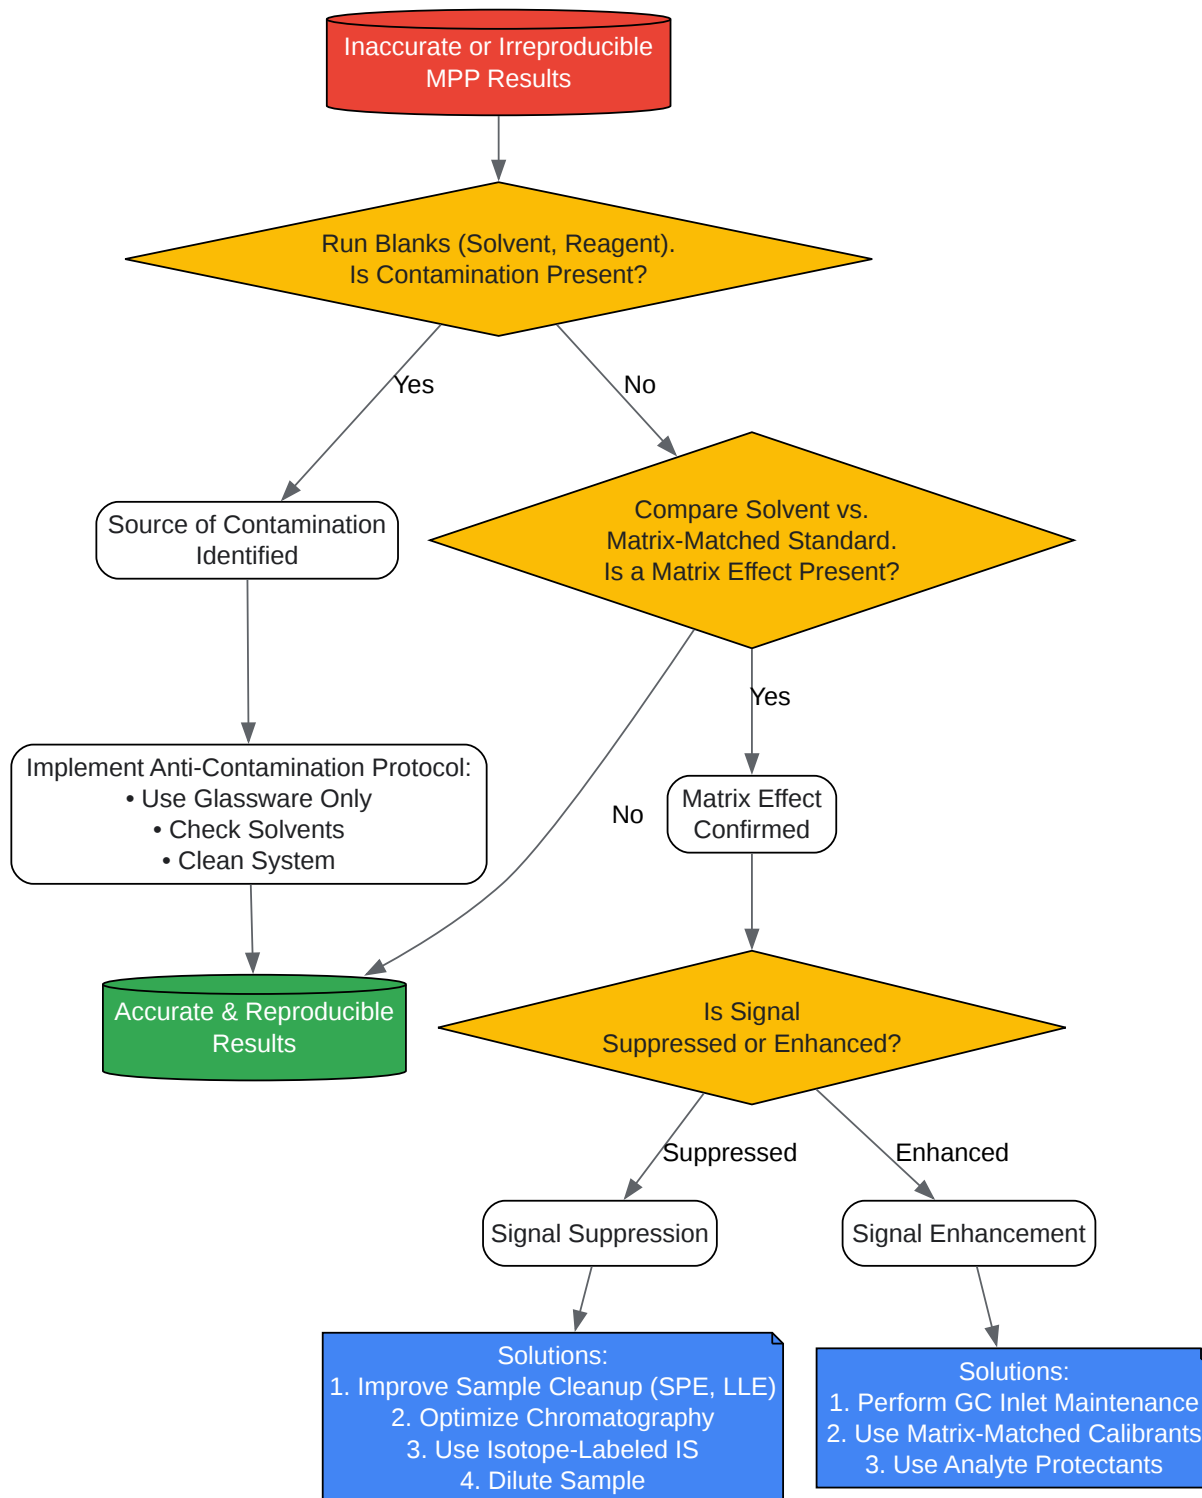 Inaccurate or Irreproducible
MPP Results
Run Blanks (Solvent, Reagent).
Is Contamination Present?
Yes
No
Source of Contamination
Identified
Compare Solvent vs.
Matrix-Matched Standard.
Is a Matrix Effect Present?
Yes
No
Implement Anti-Contamination Protocol:
• Use Glassware Only
• Check Solvents
• Clean System
Matrix Effect
Confirmed
Accurate & Reproducible
Results
Is Signal
Suppressed or Enhanced?
Suppressed
Enhanced
Signal Suppression
Signal Enhancement
Solutions:
1. Improve Sample Cleanup (SPE, LLE)
2. Optimize Chromatography
3. Use Isotope-Labeled IS
4. Dilute Sample
Solutions:
1. Perform GC Inlet Maintenance
2. Use Matrix-Matched Calibrants
3. Use Analyte Protectants